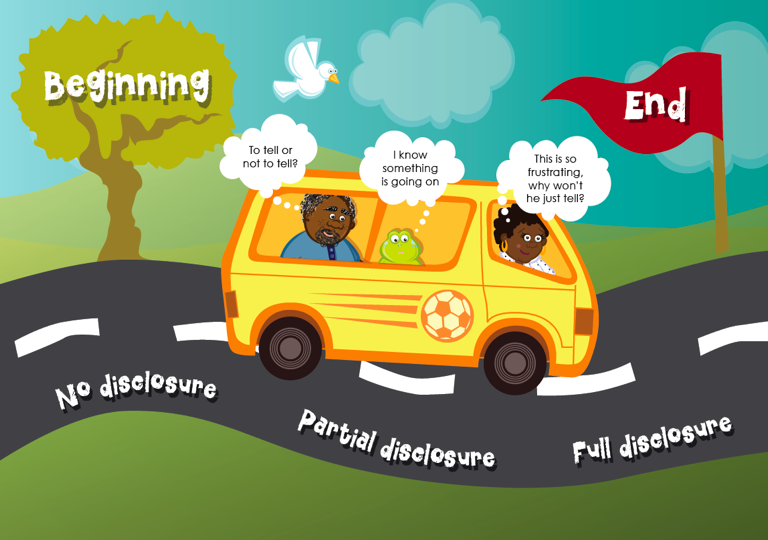 Beginning
End
To tell or
not to tell?
I know
something
is going on
This is so
frustrating,
why won't
he just tell?
No disclosure
Partial disclosure
Full disclosure